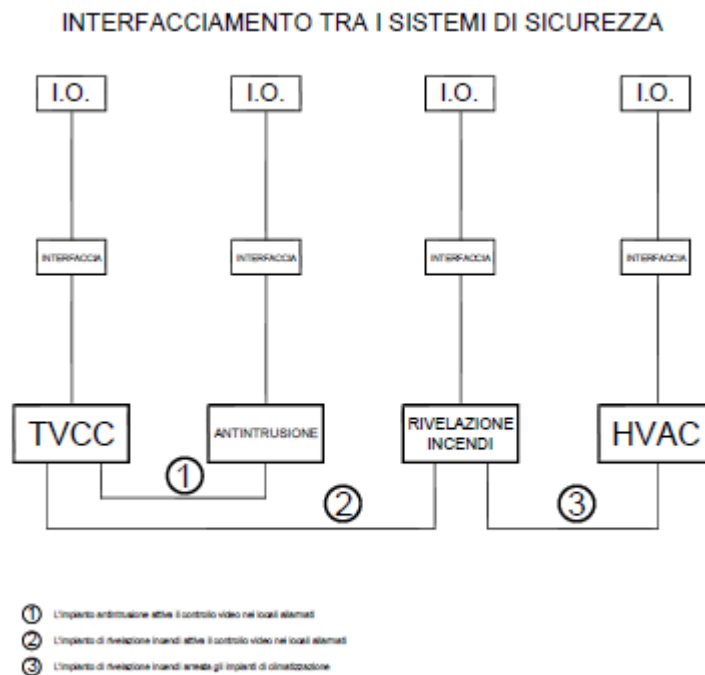 INTERFACCIAMENTO TRA I SISTEMI DI SICUREZZA
I.O. I.O. I.O. I.O.
INTERFACCIA INTERFACCIA INTERFACCIA INTERFACCIA
TVCC ANTINTRUSIONE RIVELAZIONE INCENDI HVAC
1 2 3
1 L'impianto antintrusione attiva il controllo video nei locali allarmati
2 L'impianto di rivelazione incendi attiva il controllo video nei locali allarmati
3 L'impianto di rivelazione incendi arresta gli impianti di climatizzazione